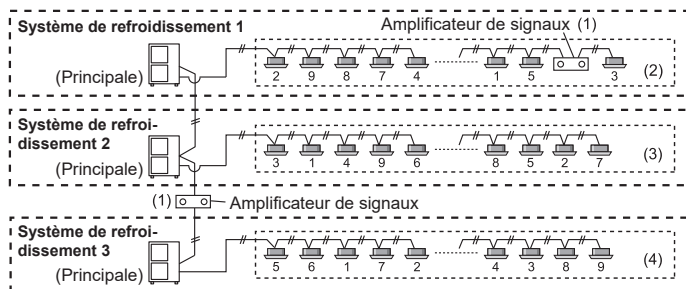 Système de refroidissement 1
Amplificateur de signaux (1)
(Principale)
2 9 8 7 4 1 5 3
(2)
Système de refroi-
dissement 2
(Principale)
3 1 4 9 6 8 5 2 7
(3)
(1)
Amplificateur de signaux
Système de refroi-
dissement 3
(Principale)
5 6 1 7 2 4 3 8 9
(4)